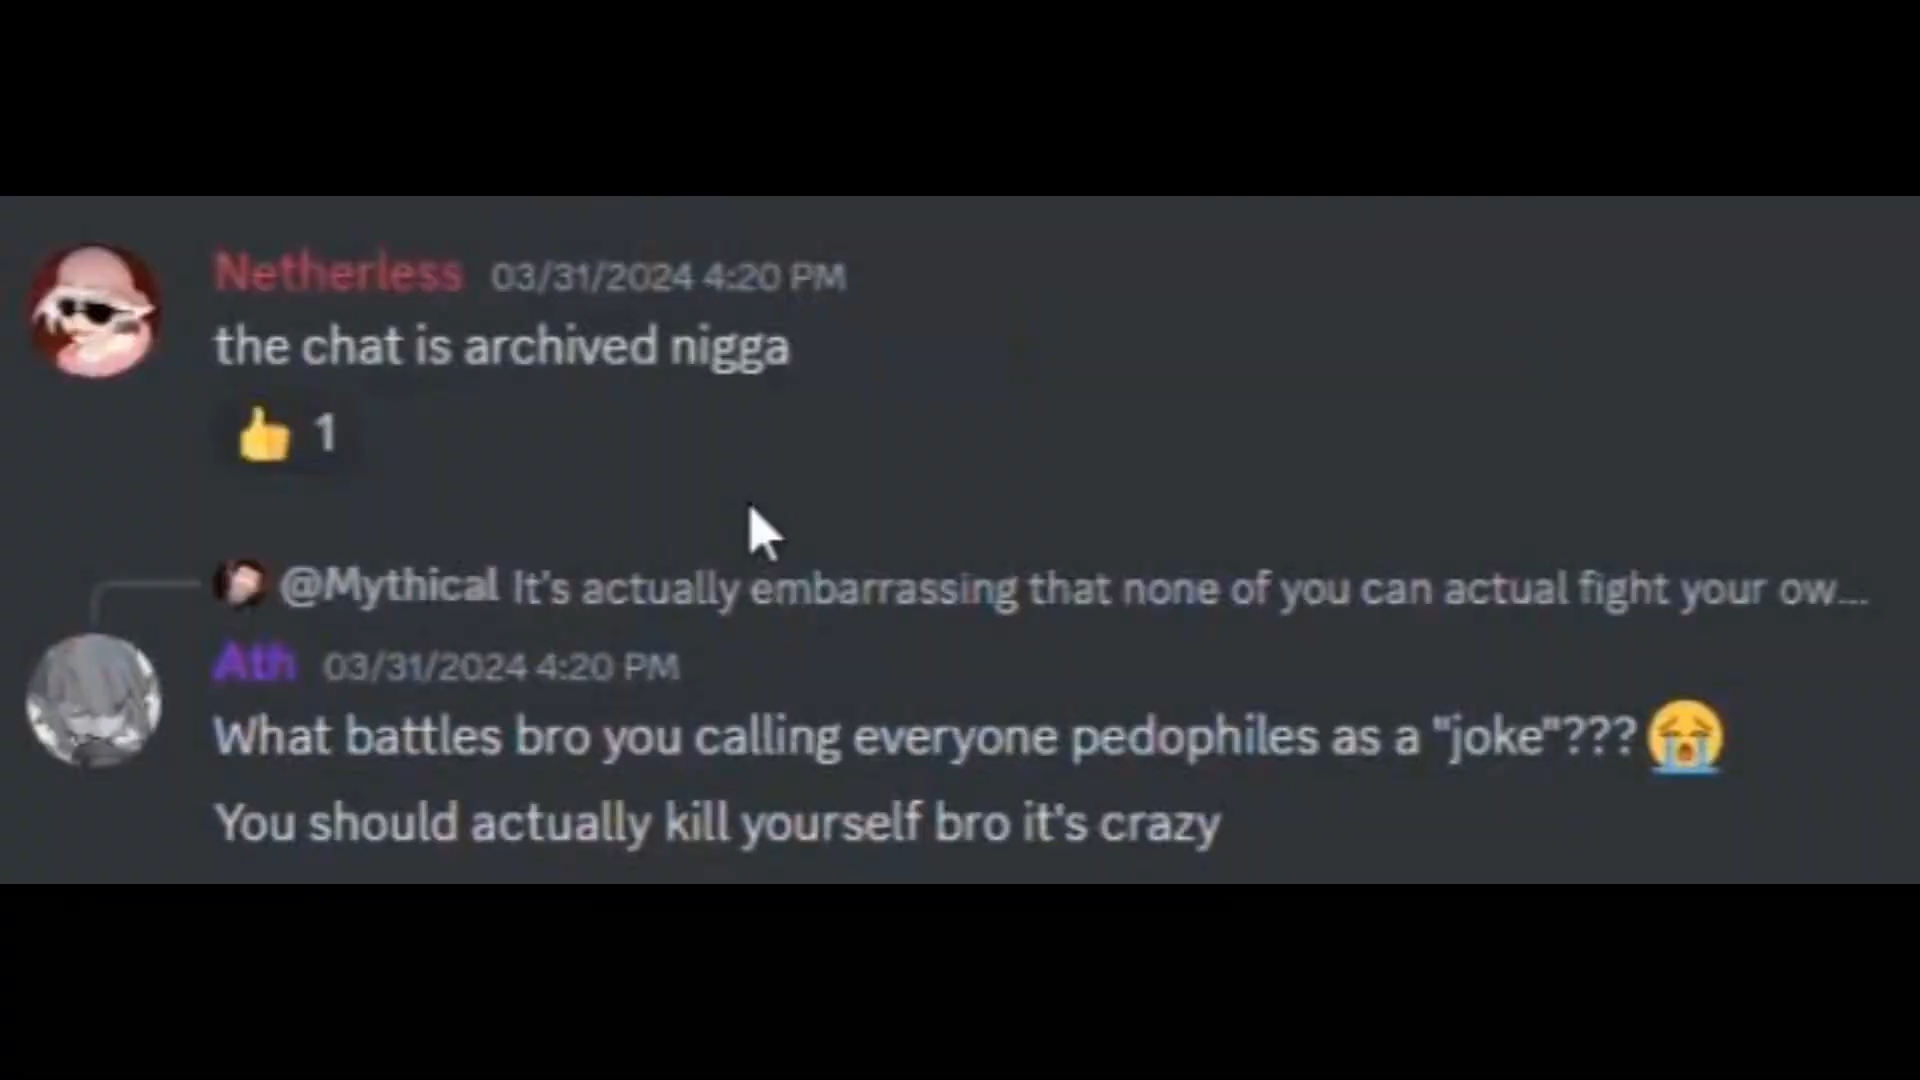 Netherless 03/31/2024 4:20 PM
the chat is archived nigga
👍 1
@Mythical It's actually embarrassing that none of you can actual fight your ow...
Ath 03/31/2024 4:20 PM
What battles bro you calling everyone pedophiles as a "joke"??? 😭
You should actually kill yourself bro it's crazy